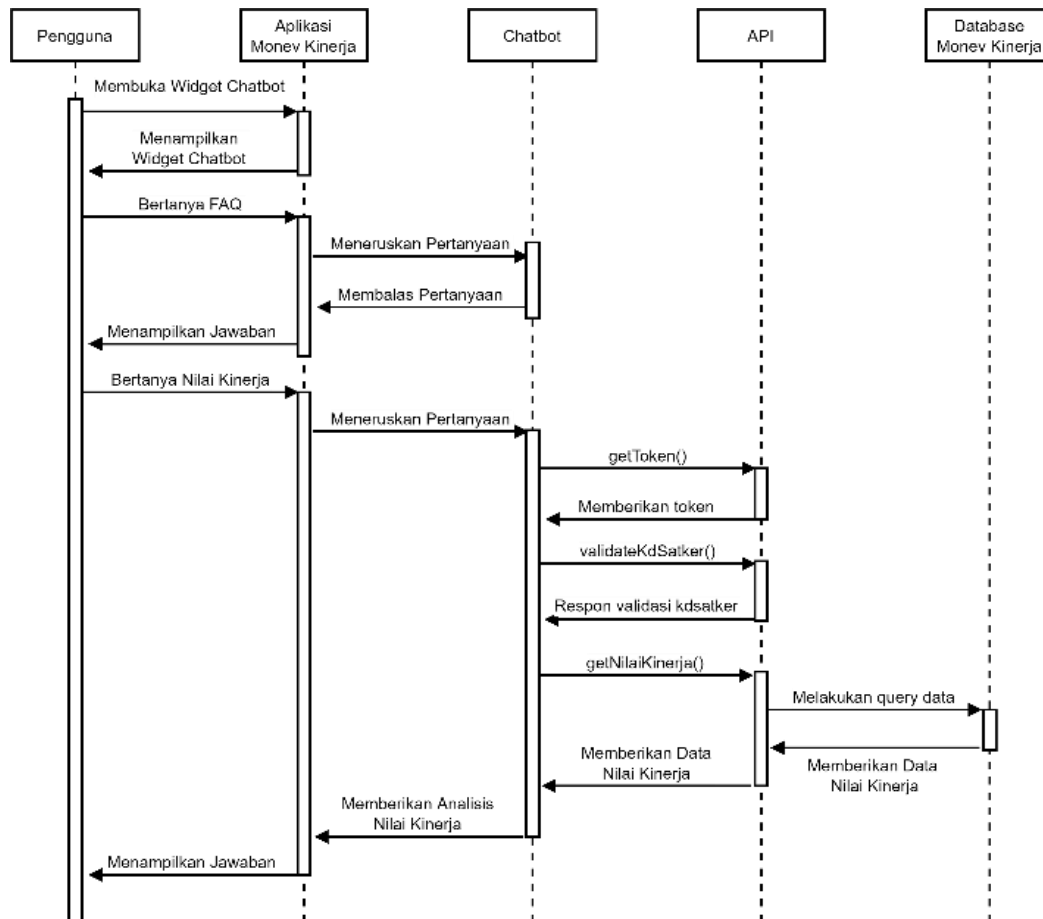 Pengguna
Aplikasi
Monev Kinerja
Chatbot
API
Database
Monev Kinerja
Membuka Widget Chatbot
Menampilkan
Widget Chatbot
Bertanya FAQ
Meneruskan Pertanyaan
Membalas Pertanyaan
Menampilkan Jawaban
Bertanya Nilai Kinerja
Meneruskan Pertanyaan
getToken()
Memberikan token
validateKdSatker()
Respon validasi kdsatker
getNilaiKinerja()
Melakukan query data
Memberikan Data
Nilai Kinerja
Memberikan Data
Nilai Kinerja
Memberikan Analisis
Nilai Kinerja
Menampilkan Jawaban